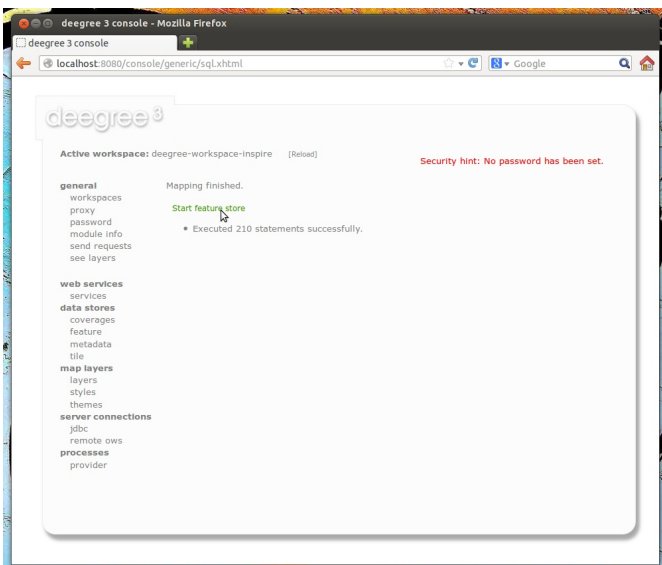 deegree 3 console - Mozilla Firefox
deegree 3 console
localhost:8080/console/generic/sql.xhtml
Google
deegree 3
Active workspace: deegree-workspace-inspire [Reload]
Security hint: No password has been set.
general
workspaces
proxy
password
module info
send requests
see layers
web services
services
data stores
coverages
feature
metadata
tile
map layers
layers
styles
themes
server connections
jdbc
remote ows
processes
provider
Mapping finished.
Start feature store
Executed 210 statements successfully.